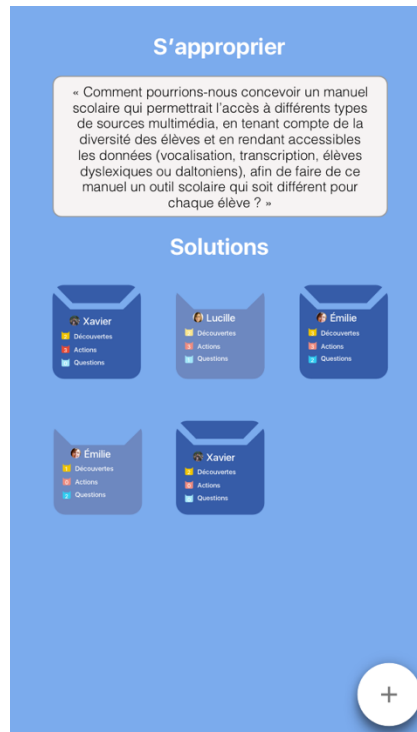 S’approprier
« Comment pourrions-nous concevoir un manuel
scolaire qui permettrait l’accès à différents types
de sources multimédia, en tenant compte de la
diversité des élèves et en rendant accessibles
les données (vocalisation, transcription, élèves
dyslexiques ou daltoniens), afin de faire de ce
manuel un outil scolaire qui soit différent pour
chaque élève ? »
Solutions
Xavier
Découvertes
3 Actions
Questions
Lucille
Découvertes
Actions
Questions
Émilie
Découvertes
Actions
Questions
Émilie
Découvertes
Actions
Questions
Xavier
Découvertes
Actions
Questions
+